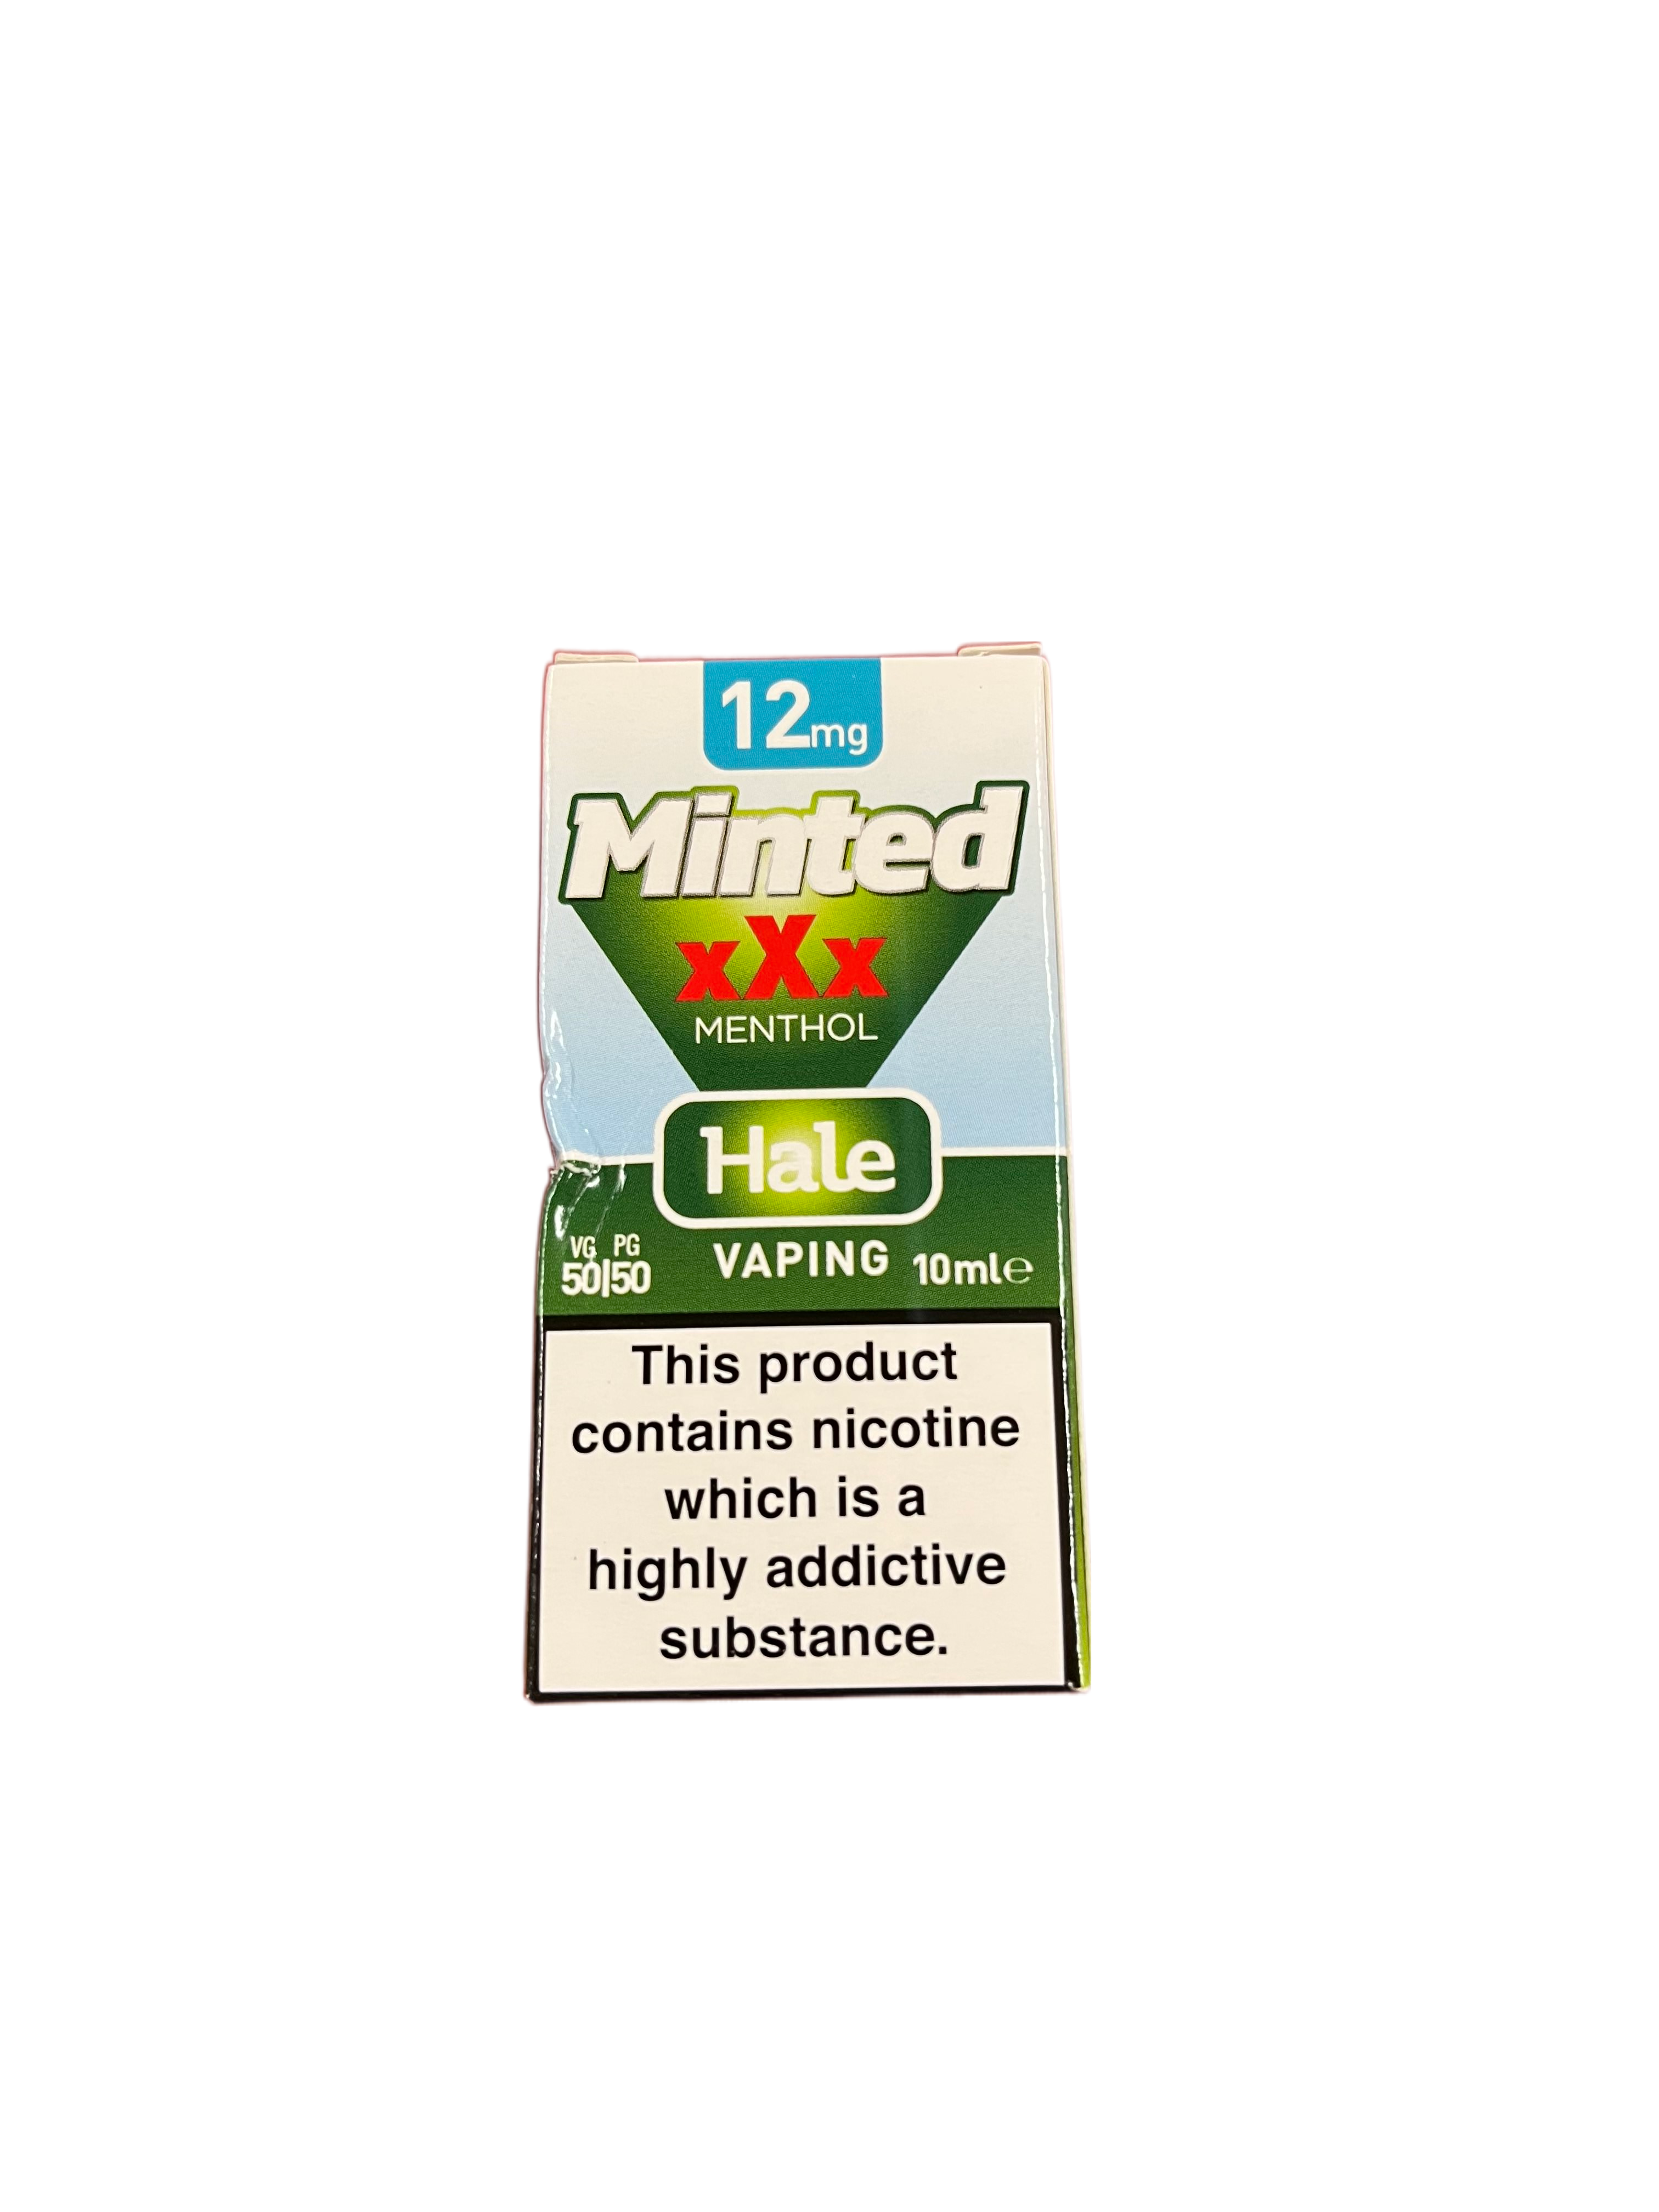 12mg
Minted
xXx
MENTHOL
Hale
VG PG
50|50
VAPING
10ml℮
This product
contains nicotine
which is a
highly addictive
substance.